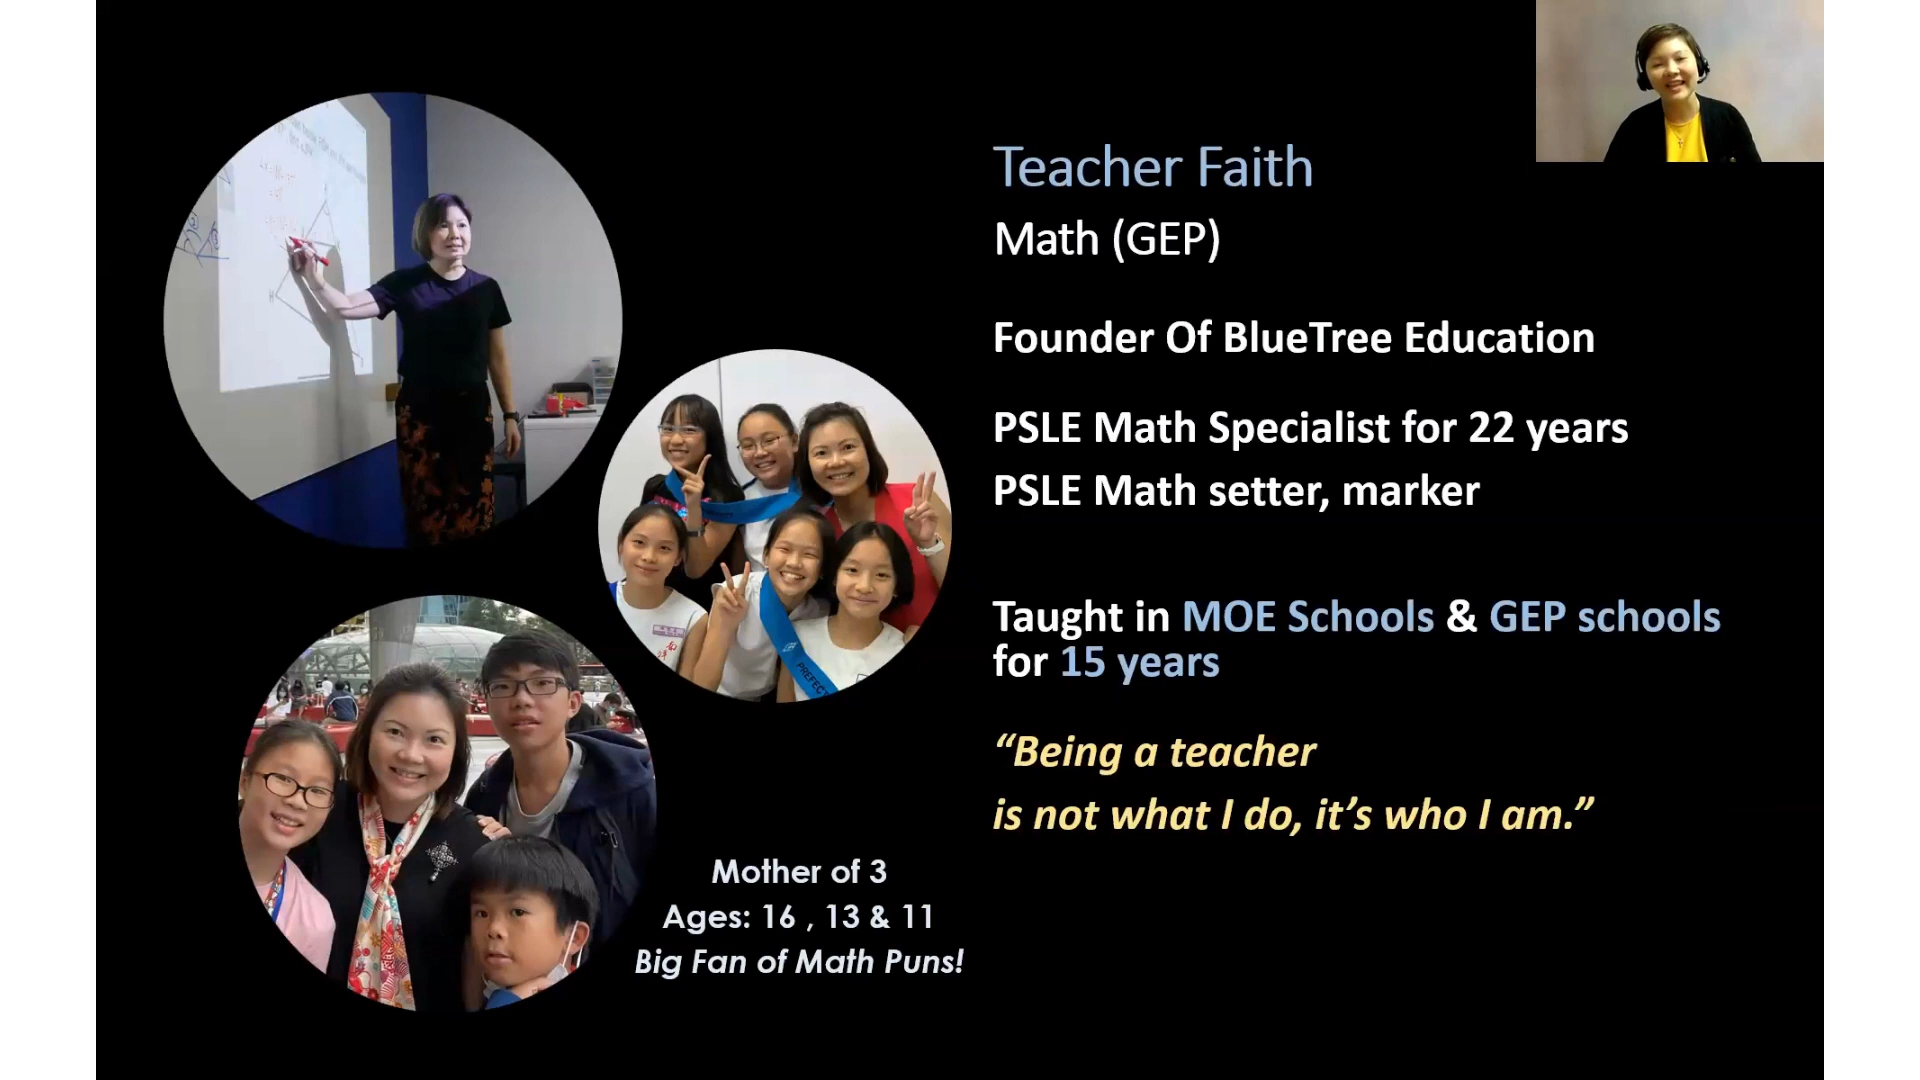 Teacher Faith
Math (GEP)
Founder Of BlueTree Education
PSLE Math Specialist for 22 years
PSLE Math setter, marker
Taught in MOE Schools & GEP schools
for 15 years
“Being a teacher
is not what I do, it’s who I am.”
Mother of 3
Ages: 16 , 13 & 11
Big Fan of Math Puns!
PREFECT
H